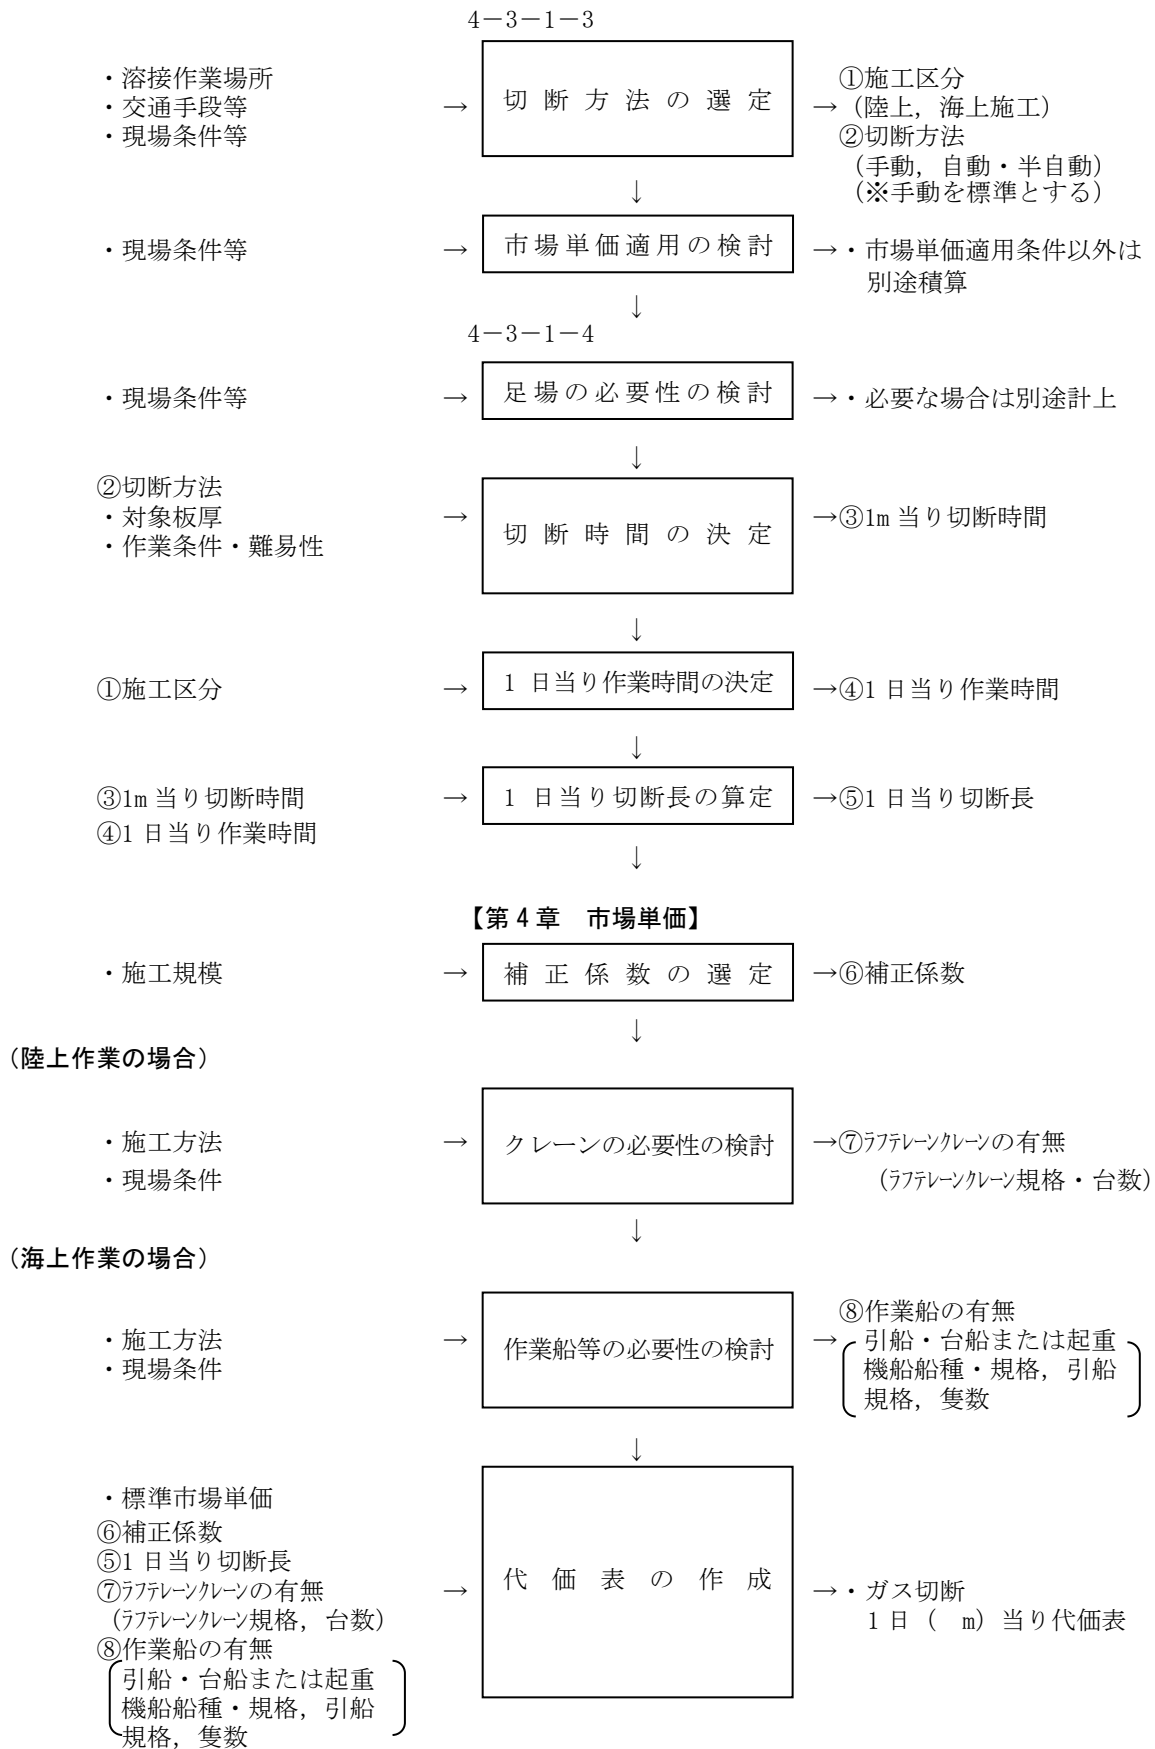 4－3－1－3
・溶接作業場所
・交通手段等
・現場条件等
→
切断方法の選定
→
①施工区分
(陸上，海上施工)
②切断方法
(手動，自動・半自動)
(※手動を標準とする)
↓
・現場条件等
→
市場単価適用の検討
→・市場単価適用条件以外は
別途積算
↓
4－3－1－4
・現場条件等
→
足場の必要性の検討
→・必要な場合は別途計上
↓
②切断方法
・対象板厚
・作業条件・難易性
→
切断時間の決定
→③1m当り切断時間
↓
①施工区分
→
1 日当り作業時間の決定
→④1日当り作業時間
↓
③1m当り切断時間
④1日当り作業時間
→
1 日当り切断長の算定
→⑤1日当り切断長
↓
【第4章　市場単価】
・施工規模
→
補正係数の選定
→⑥補正係数
↓
(陸上作業の場合)
・施工方法
・現場条件
→
クレーンの必要性の検討
→⑦ﾗﾌﾃﾚｰﾝｸﾚｰﾝの有無
(ﾗﾌﾃﾚｰﾝｸﾚｰﾝ規格・台数)
↓
(海上作業の場合)
・施工方法
・現場条件
→
作業船等の必要性の検討
→
⑧作業船の有無
引船・台船または起重
機船船種・規格，引船
規格，隻数
↓
・標準市場単価
⑥補正係数
⑤1日当り切断長
⑦ﾗﾌﾃﾚｰﾝｸﾚｰﾝの有無
(ﾗﾌﾃﾚｰﾝｸﾚｰﾝ規格，台数)
⑧作業船の有無
引船・台船または起重
機船船種・規格，引船
規格，隻数
→
代価表の作成
→・ガス切断
1日（　m）当り代価表